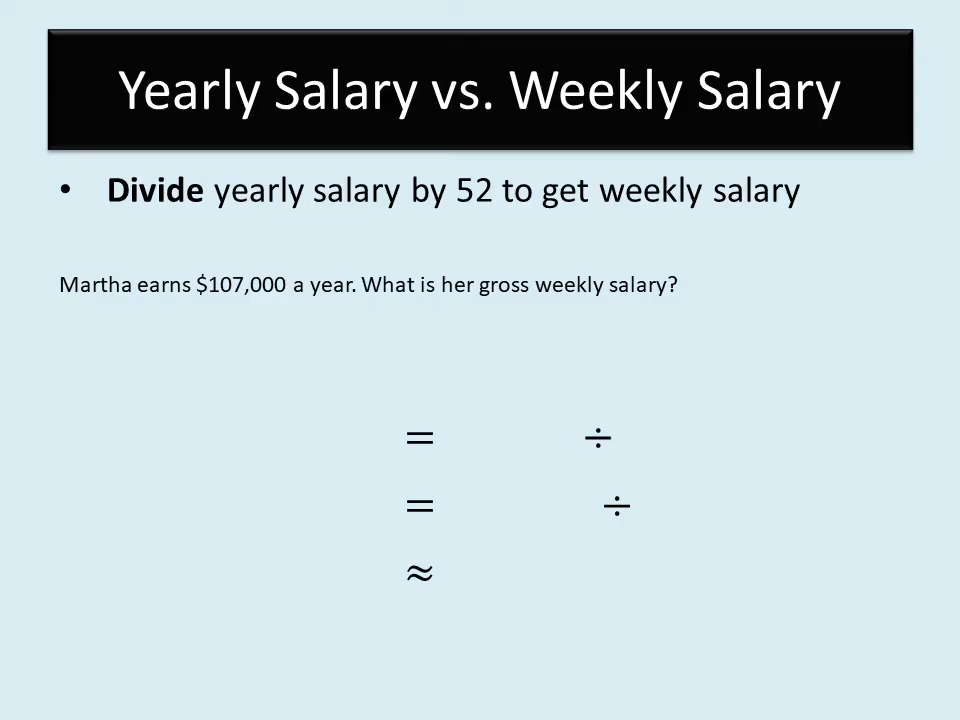 Yearly Salary vs. Weekly Salary
• Divide yearly salary by 52 to get weekly salary
Martha earns $107,000 a year. What is her gross weekly salary?
= ÷
= ÷
≈